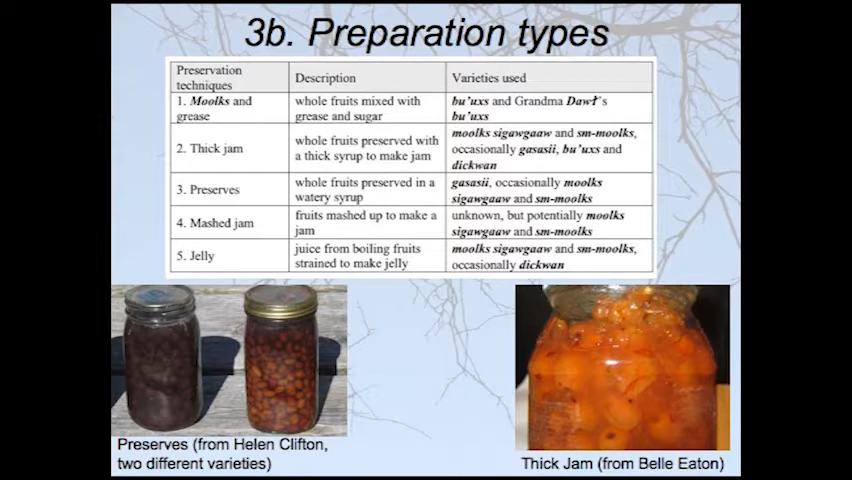 3b. Preparation types
Preservation techniques Description Varieties used
1. Moolks and grease whole fruits mixed with grease and sugar bu'uxs and Grandma Dawł's bu'uxs
2. Thick jam whole fruits preserved with a thick syrup to make jam moolks sigawgaaw and sm-moolks, occasionally gasasii, bu'uxs and dickwan
3. Preserves whole fruits preserved in a watery syrup gasasii, occasionally moolks sigawgaaw and sm-moolks
4. Mashed jam fruits mashed up to make a jam unknown, but potentially moolks sigawgaaw and sm-moolks
5. Jelly juice from boiling fruits strained to make jelly moolks sigawgaaw and sm-moolks, occasionally dickwan
Preserves (from Helen Clifton,
two different varieties)
Thick Jam (from Belle Eaton)